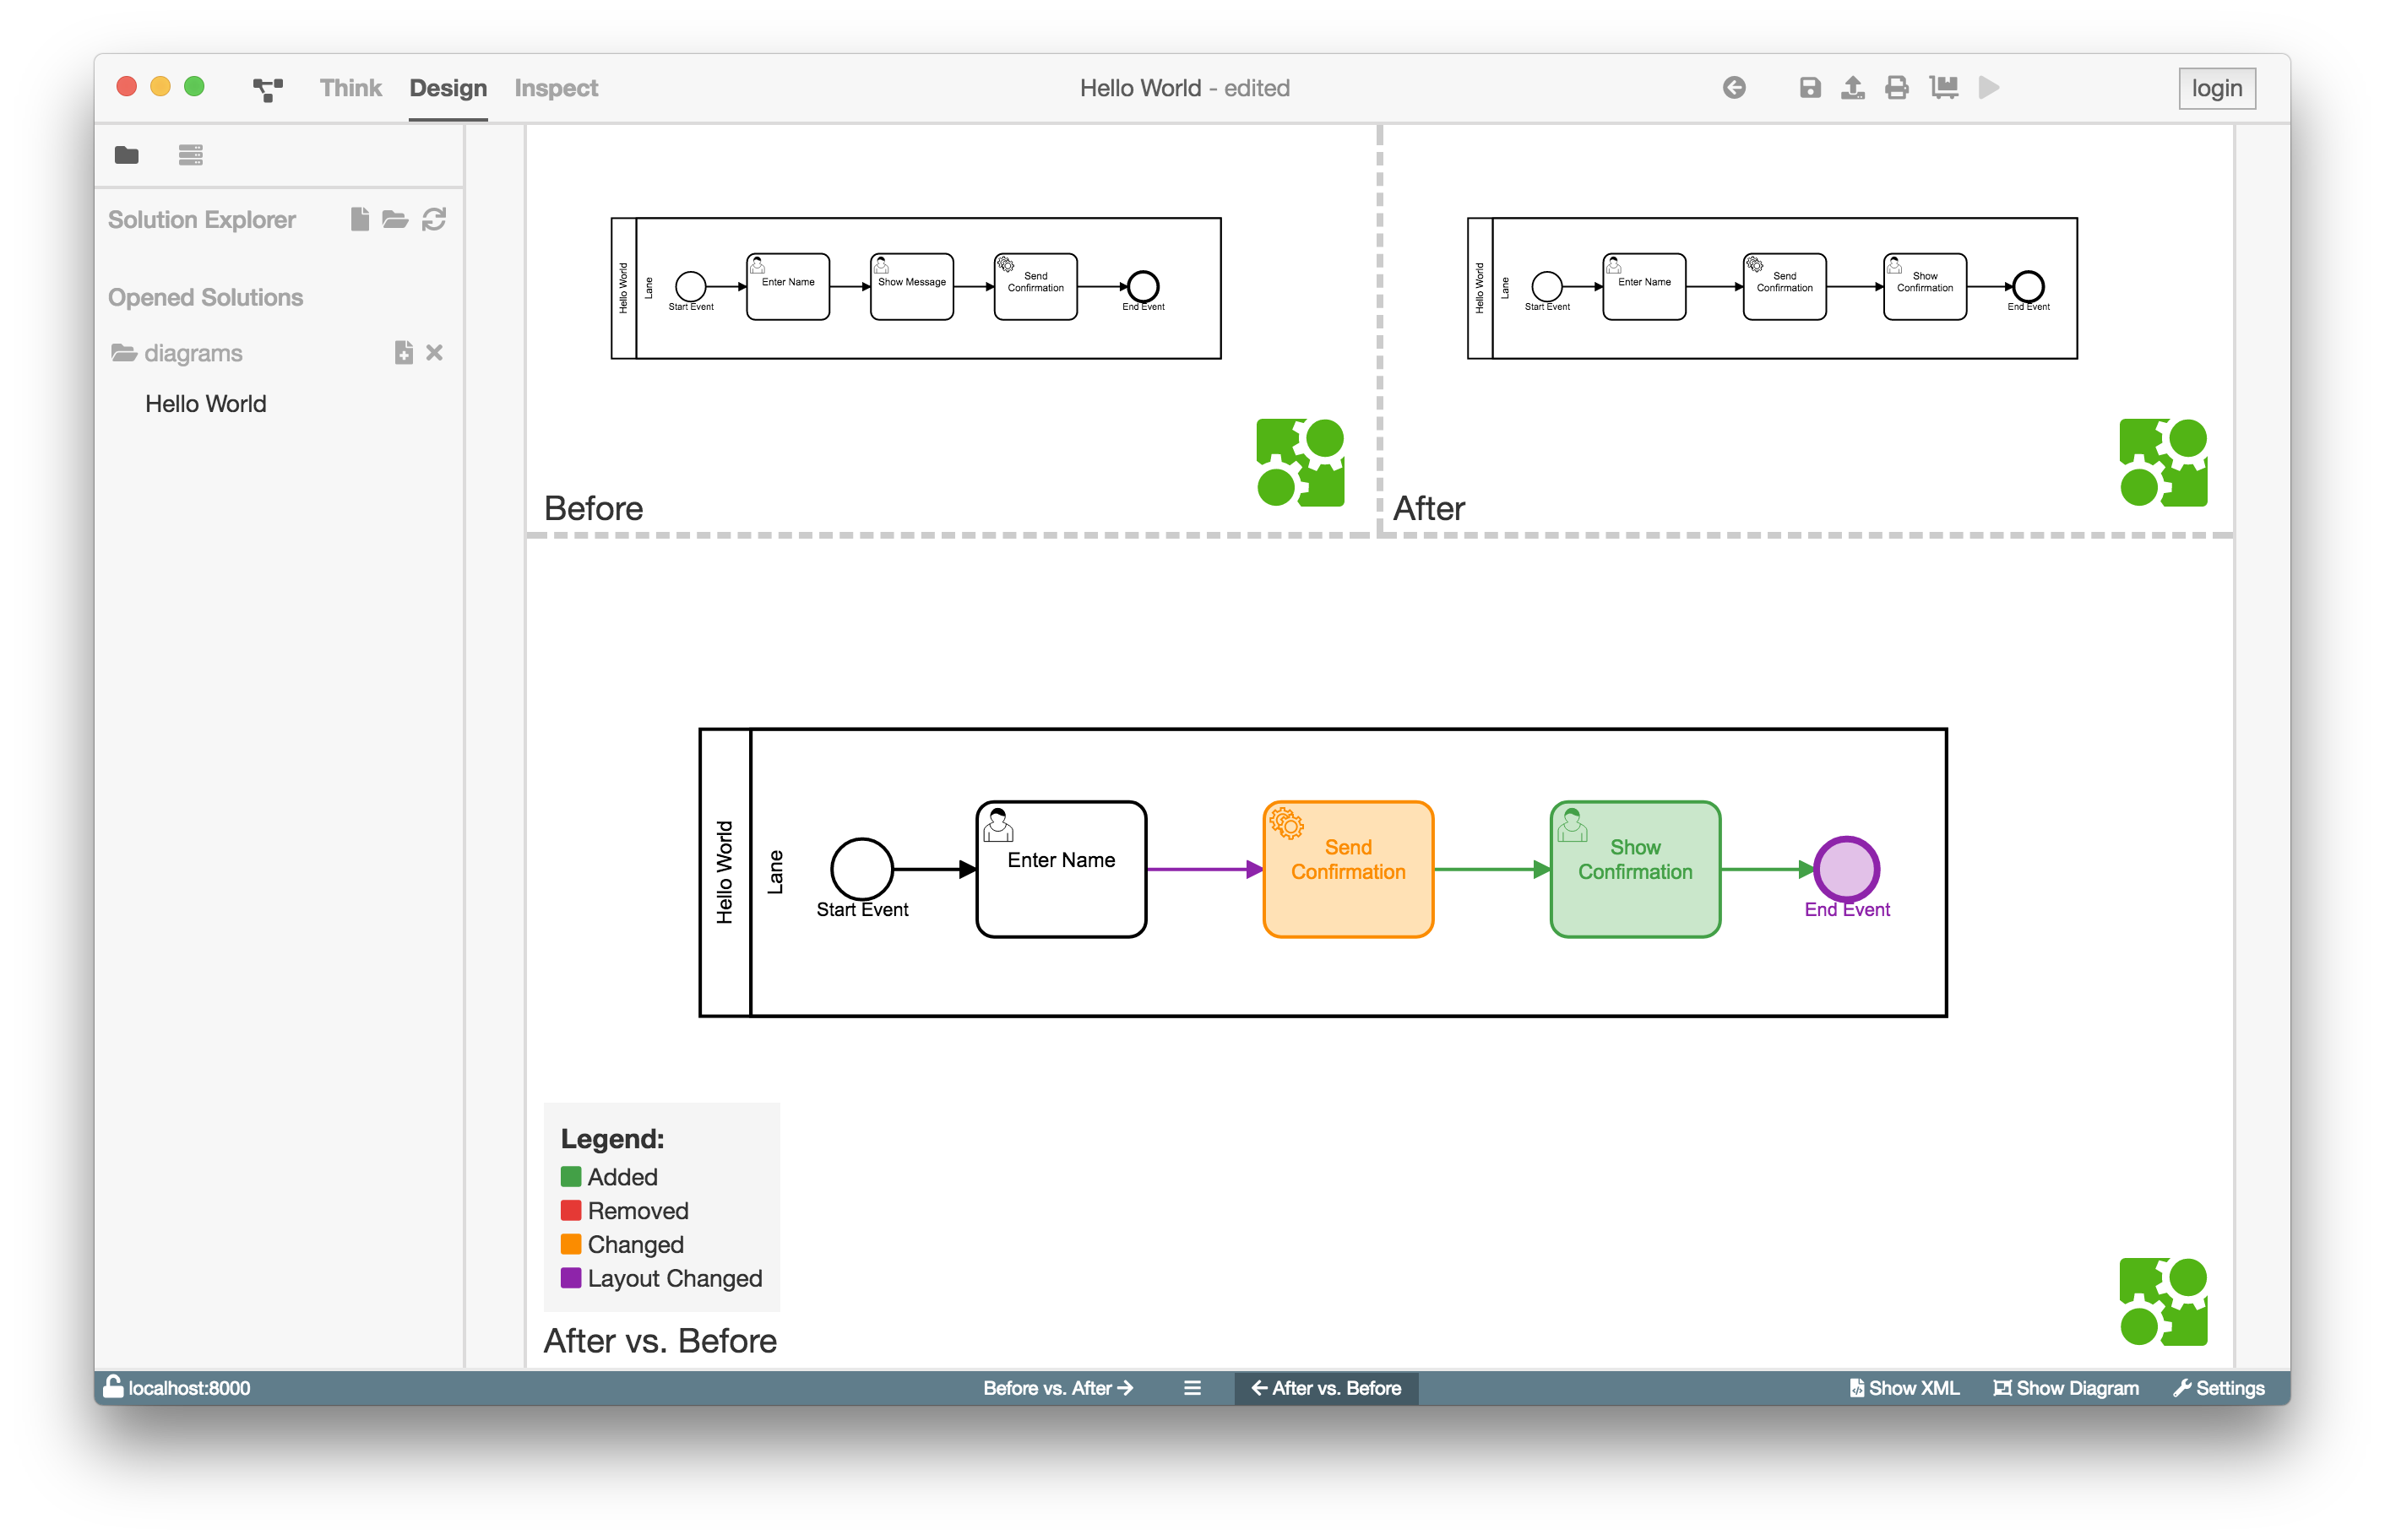 Think Design Inspect
Hello World - edited
login
Solution Explorer
Opened Solutions
diagrams
Hello World
Hello World
Lane
Start Event
Enter Name
Show Message
Send
Confirmation
End Event
Before
Hello World
Lane
Start Event
Enter Name
Send
Confirmation
Show
Confirmation
End Event
After
Hello World
Lane
Start Event
Enter Name
Send
Confirmation
Show
Confirmation
End Event
Legend:
Added
Removed
Changed
Layout Changed
After vs. Before
localhost:8000
Before vs. After
After vs. Before
Show XML
Show Diagram
Settings